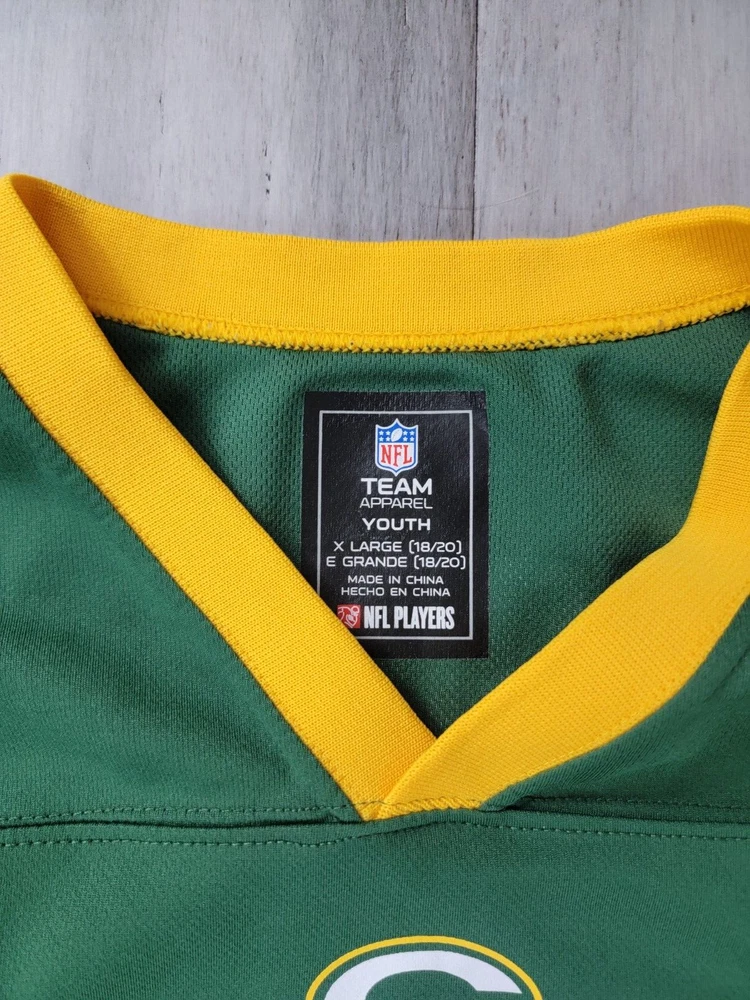 NFL
TEAM
APPAREL
YOUTH
X LARGE (18/20)
E GRANDE (18/20)
MADE IN CHINA
HECHO EN CHINA
NFL PLAYERS